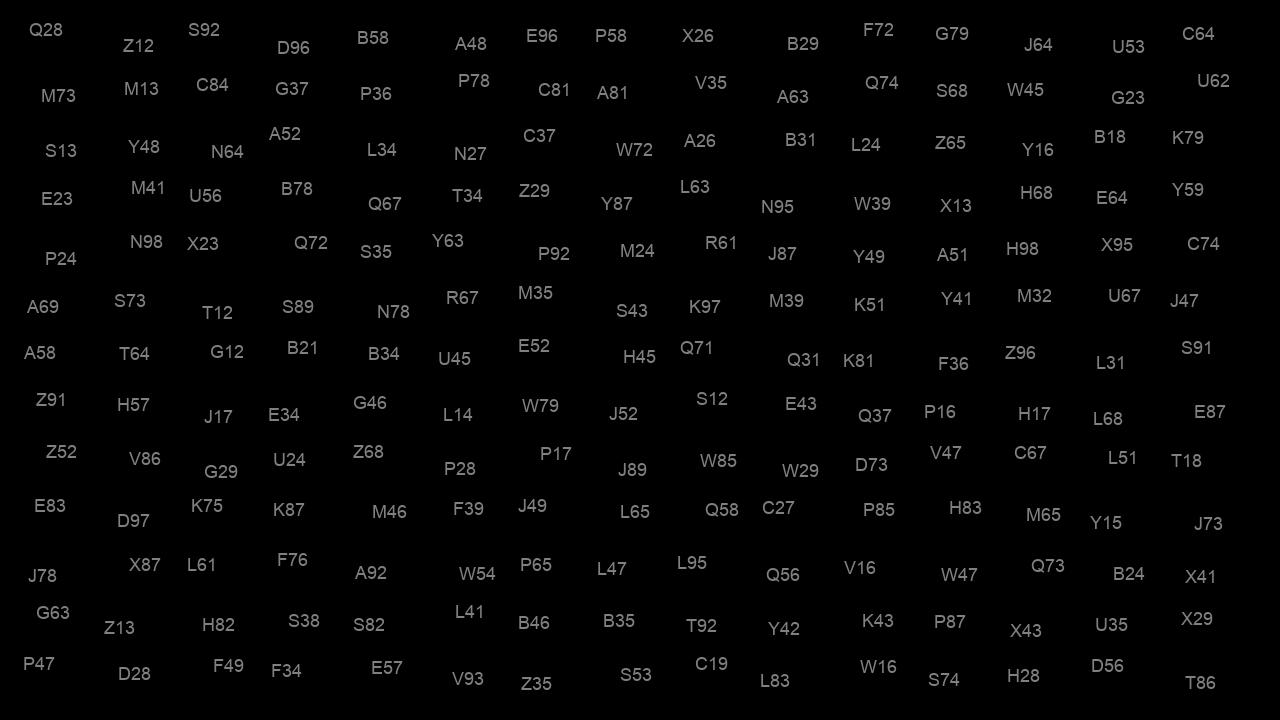 Q28 Z12 S92 D96 B58 A48 E96 P58 X26 B29 F72 G79 J64 U53 C64
M73 M13 C84 G37 P36 P78 C81 A81 V35 A63 Q74 S68 W45 G23 U62
S13 Y48 N64 A52 L34 N27 C37 W72 A26 B31 L24 Z65 Y16 B18 K79
E23 M41 U56 B78 Q67 T34 Z29 Y87 L63 N95 W39 X13 H68 E64 Y59
P24 N98 X23 Q72 S35 Y63 P92 M24 R61 J87 Y49 A51 H98 X95 C74
A69 S73 T12 S89 N78 R67 M35 S43 K97 M39 K51 Y41 M32 U67 J47
A58 T64 G12 B21 B34 U45 E52 H45 Q71 Q31 K81 F36 Z96 L31 S91
Z91 H57 J17 E34 G46 L14 W79 J52 S12 E43 Q37 P16 H17 L68 E87
Z52 V86 G29 U24 Z68 P28 P17 J89 W85 W29 D73 V47 C67 L51 T18
E83 D97 K75 K87 M46 F39 J49 L65 Q58 C27 P85 H83 M65 Y15 J73
J78 X87 L61 F76 A92 W54 P65 L47 L95 Q56 V16 W47 Q73 B24 X41
G63 Z13 H82 S38 S82 L41 B46 B35 T92 Y42 K43 P87 X43 U35 X29
P47 D28 F49 F34 E57 V93 Z35 S53 C19 L83 W16 S74 H28 D56 T86